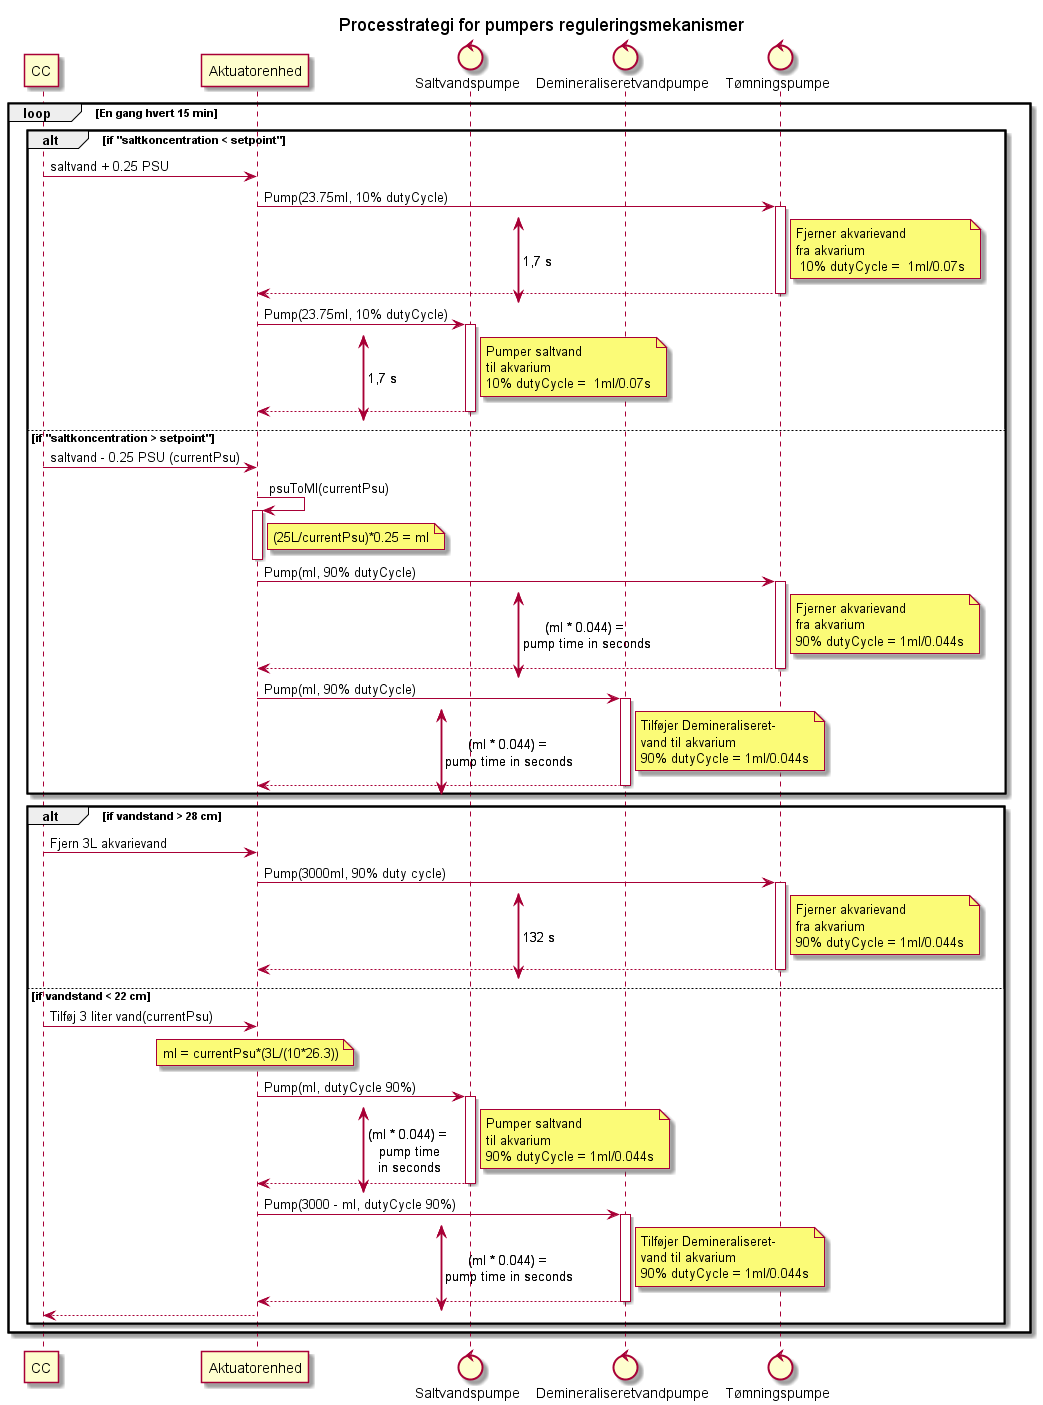 Processtrategi for pumpers reguleringsmekanismer
CC
Aktuatorenhed
Saltvandspumpe
Demineraliseretvandpumpe
Tømningspumpe
loop
[En gang hvert 15 min]
alt
[if "saltkoncentration < setpoint"]
saltvand + 0.25 PSU
Pump(23.75ml, 10% dutyCycle)
Fjerner akvarievand
fra akvarium
10% dutyCycle =  1ml/0.07s
1,7 s
Pump(23.75ml, 10% dutyCycle)
Pumper saltvand
til akvarium
10% dutyCycle =  1ml/0.07s
1,7 s
[if "saltkoncentration > setpoint"]
saltvand - 0.25 PSU (currentPsu)
psuToMl(currentPsu)
(25L/currentPsu)*0.25 = ml
Pump(ml, 90% dutyCycle)
Fjerner akvarievand
fra akvarium
90% dutyCycle = 1ml/0.044s
(ml * 0.044) =
pump time in seconds
Pump(ml, 90% dutyCycle)
Tilføjer Demineraliseret-
vand til akvarium
90% dutyCycle = 1ml/0.044s
(ml * 0.044) =
pump time in seconds
alt
[if vandstand > 28 cm]
Fjern 3L akvarievand
Pump(3000ml, 90% duty cycle)
Fjerner akvarievand
fra akvarium
90% dutyCycle = 1ml/0.044s
132 s
[if vandstand < 22 cm]
Tilføj 3 liter vand(currentPsu)
ml = currentPsu*(3L/(10*26.3))
Pump(ml, dutyCycle 90%)
Pumper saltvand
til akvarium
90% dutyCycle = 1ml/0.044s
(ml * 0.044) =
pump time
in seconds
Pump(3000 - ml, dutyCycle 90%)
Tilføjer Demineraliseret-
vand til akvarium
90% dutyCycle = 1ml/0.044s
(ml * 0.044) =
pump time in seconds
CC
Aktuatorenhed
Saltvandspumpe
Demineraliseretvandpumpe
Tømningspumpe